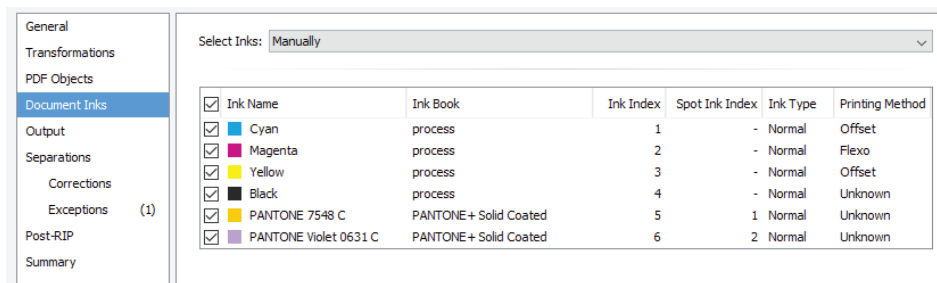 General
Transformations
PDF Objects
Document Inks
Output
Separations
Corrections
Exceptions (1)
Post-RIP
Summary
Select Inks: Manually
Ink Name Ink Book Ink Index Spot Ink Index Ink Type Printing Method
Cyan process 1 - Normal Offset
Magenta process 2 - Normal Flexo
Yellow process 3 - Normal Offset
Black process 4 - Normal Unknown
PANTONE 7548 C PANTONE+ Solid Coated 5 1 Normal Unknown
PANTONE Violet 0631 C PANTONE+ Solid Coated 6 2 Normal Unknown